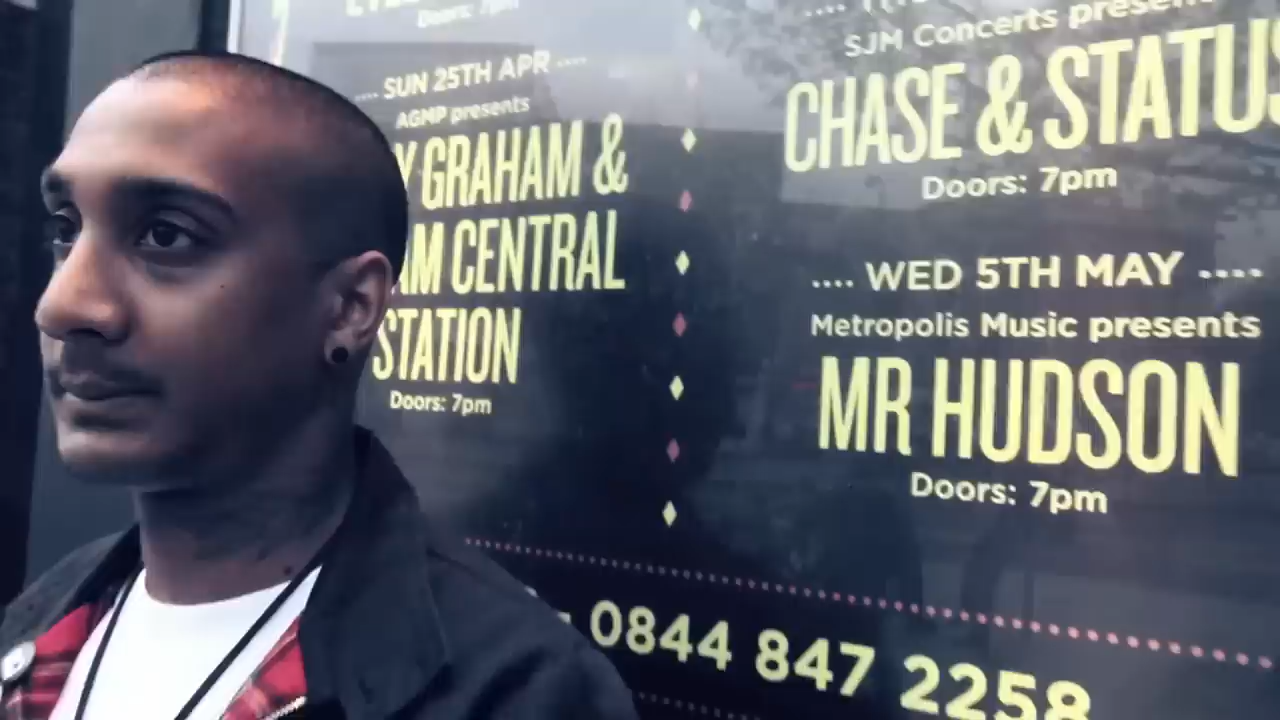 Doors: 7pm
.... SUN 25TH APR ....
AGMP presents
Y GRAHAM &
AM CENTRAL
STATION
Doors: 7pm
SJM Concerts present
CHASE & STATUS
Doors: 7pm
.... WED 5TH MAY ....
Metropolis Music presents
MR HUDSON
Doors: 7pm
0844 847 2258